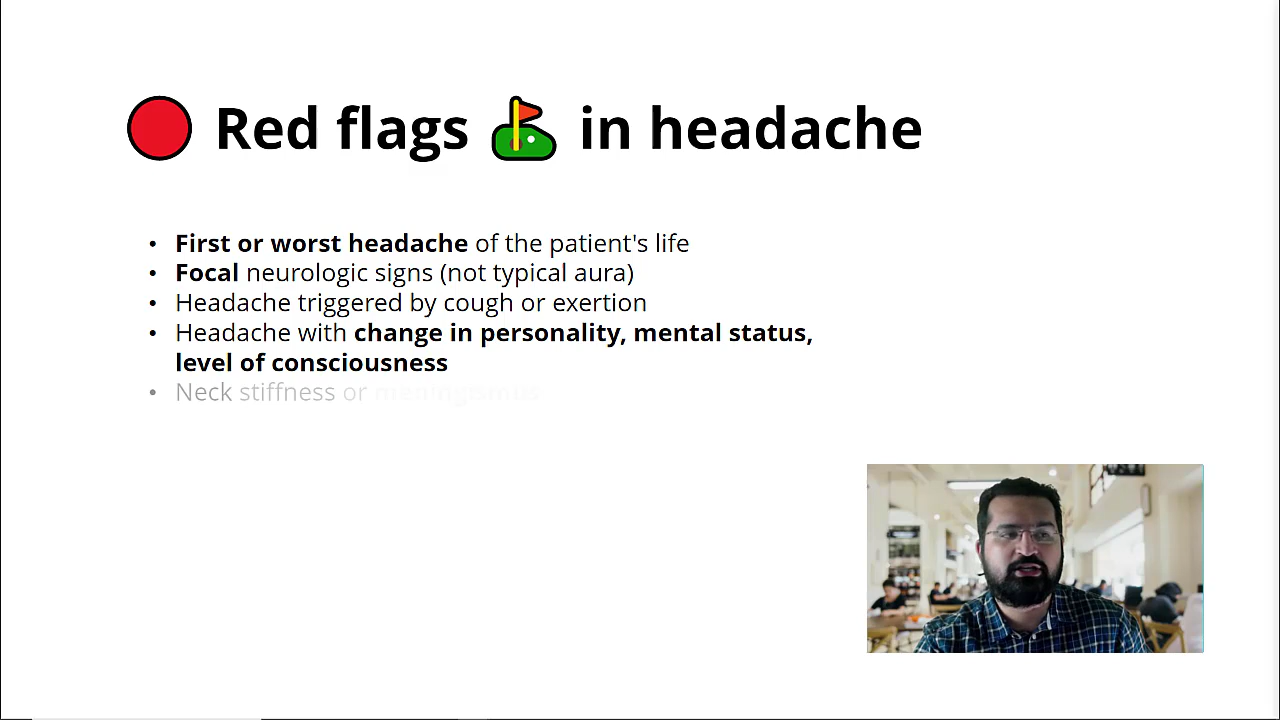 Red flags in headache
• First or worst headache of the patient's life
• Focal neurologic signs (not typical aura)
• Headache triggered by cough or exertion
• Headache with change in personality, mental status,
level of consciousness
• Neck stiffness or meningismus